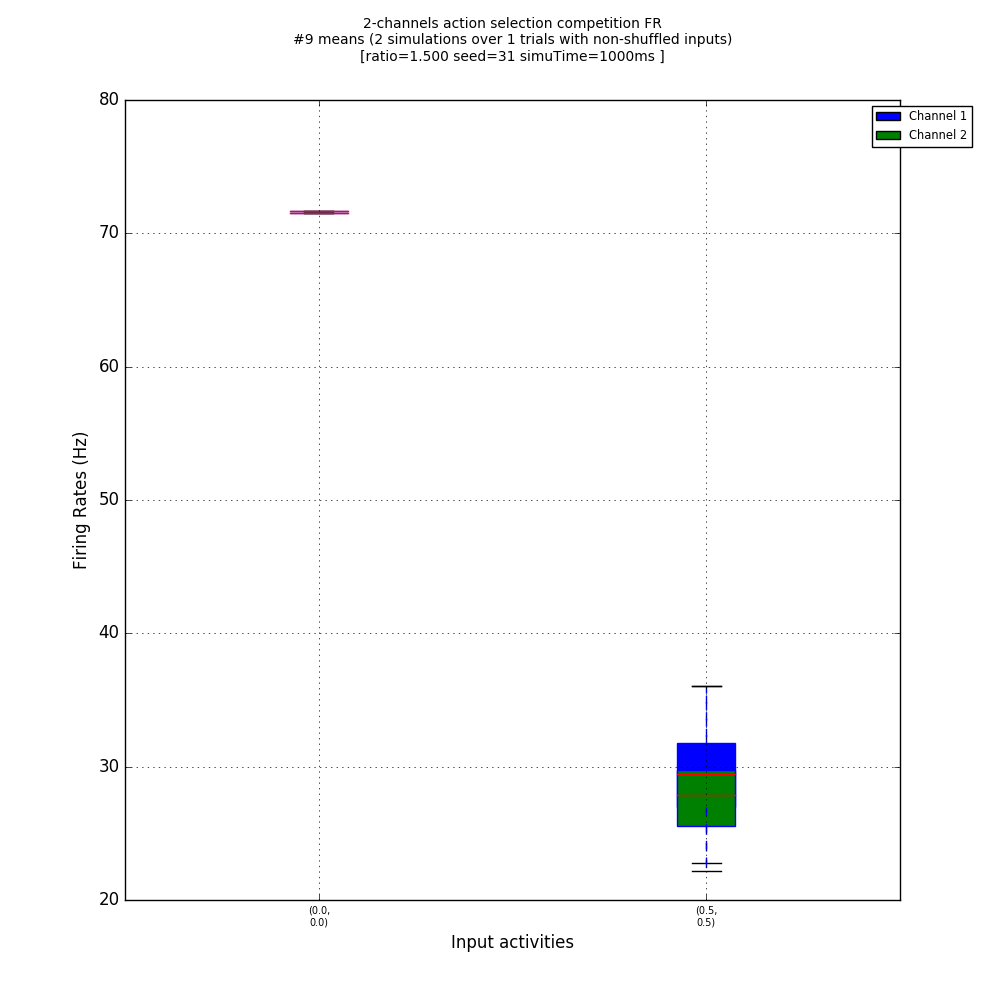 2-channels action selection competition FR
#9 means (2 simulations over 1 trials with non-shuffled inputs)
[ratio=1.500 seed=31 simuTime=1000ms ]
80
70
60
50
40
30
20
Firing Rates (Hz)
Channel 1
Channel 2
(0.0,
0.0)
(0.5,
0.5)
Input activities